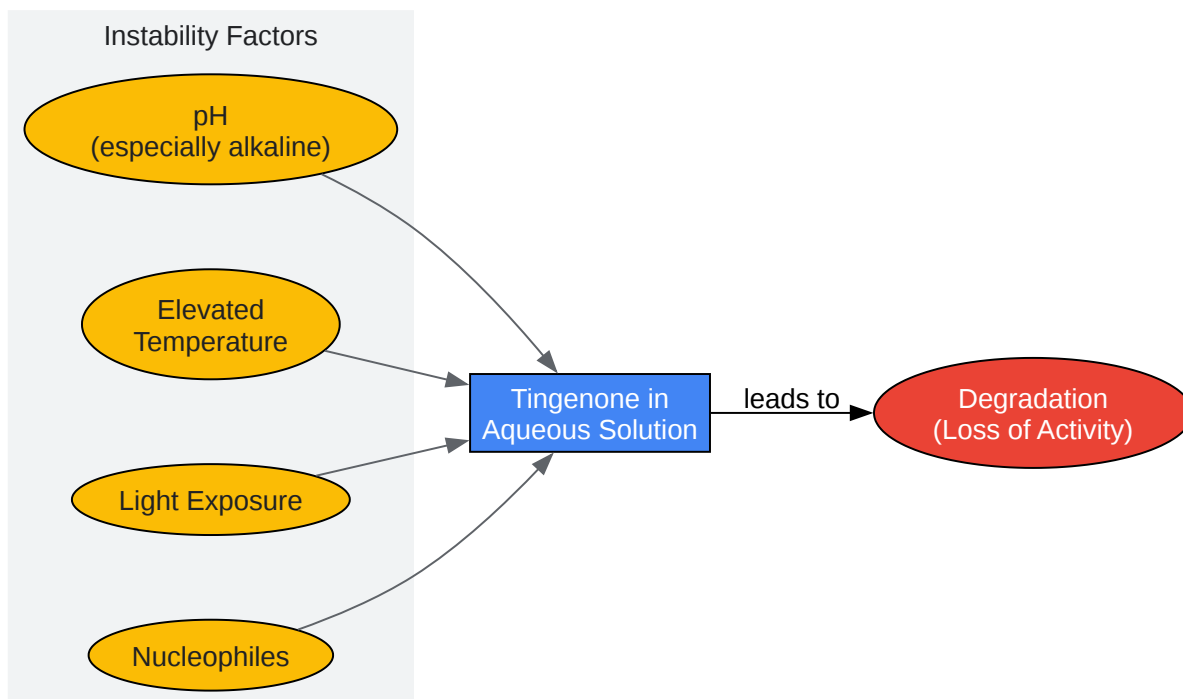 Instability Factors
pH
(especially alkaline)
Elevated
Temperature
Light Exposure
Nucleophiles
Tingenone in
Aqueous Solution
leads to
Degradation
(Loss of Activity)